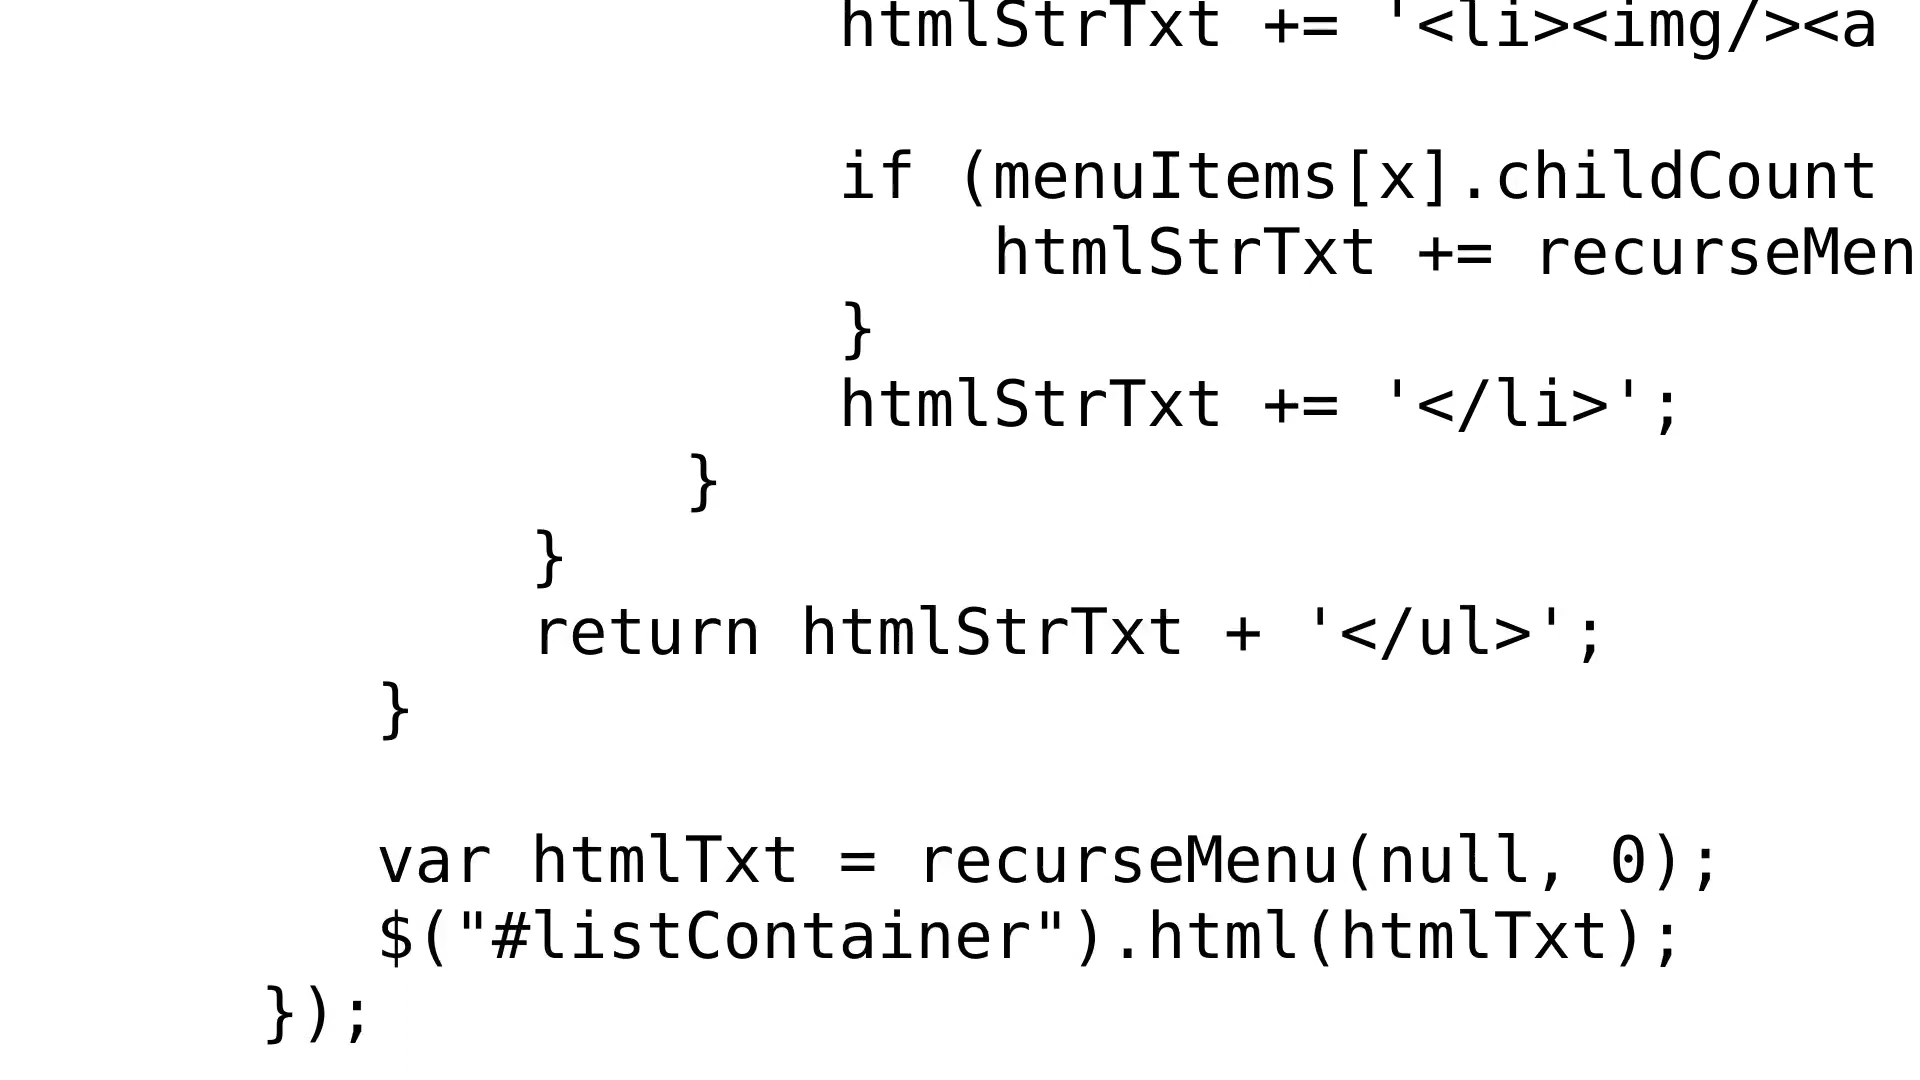 htmlStrTxt += '<li><img/><a
if (menuItems[x].childCount
htmlStrTxt += recurseMen
}
htmlStrTxt += '</li>';
}
}
return htmlStrTxt + '</ul>';
}
var htmlTxt = recurseMenu(null, 0);
$("#listContainer").html(htmlTxt);
});